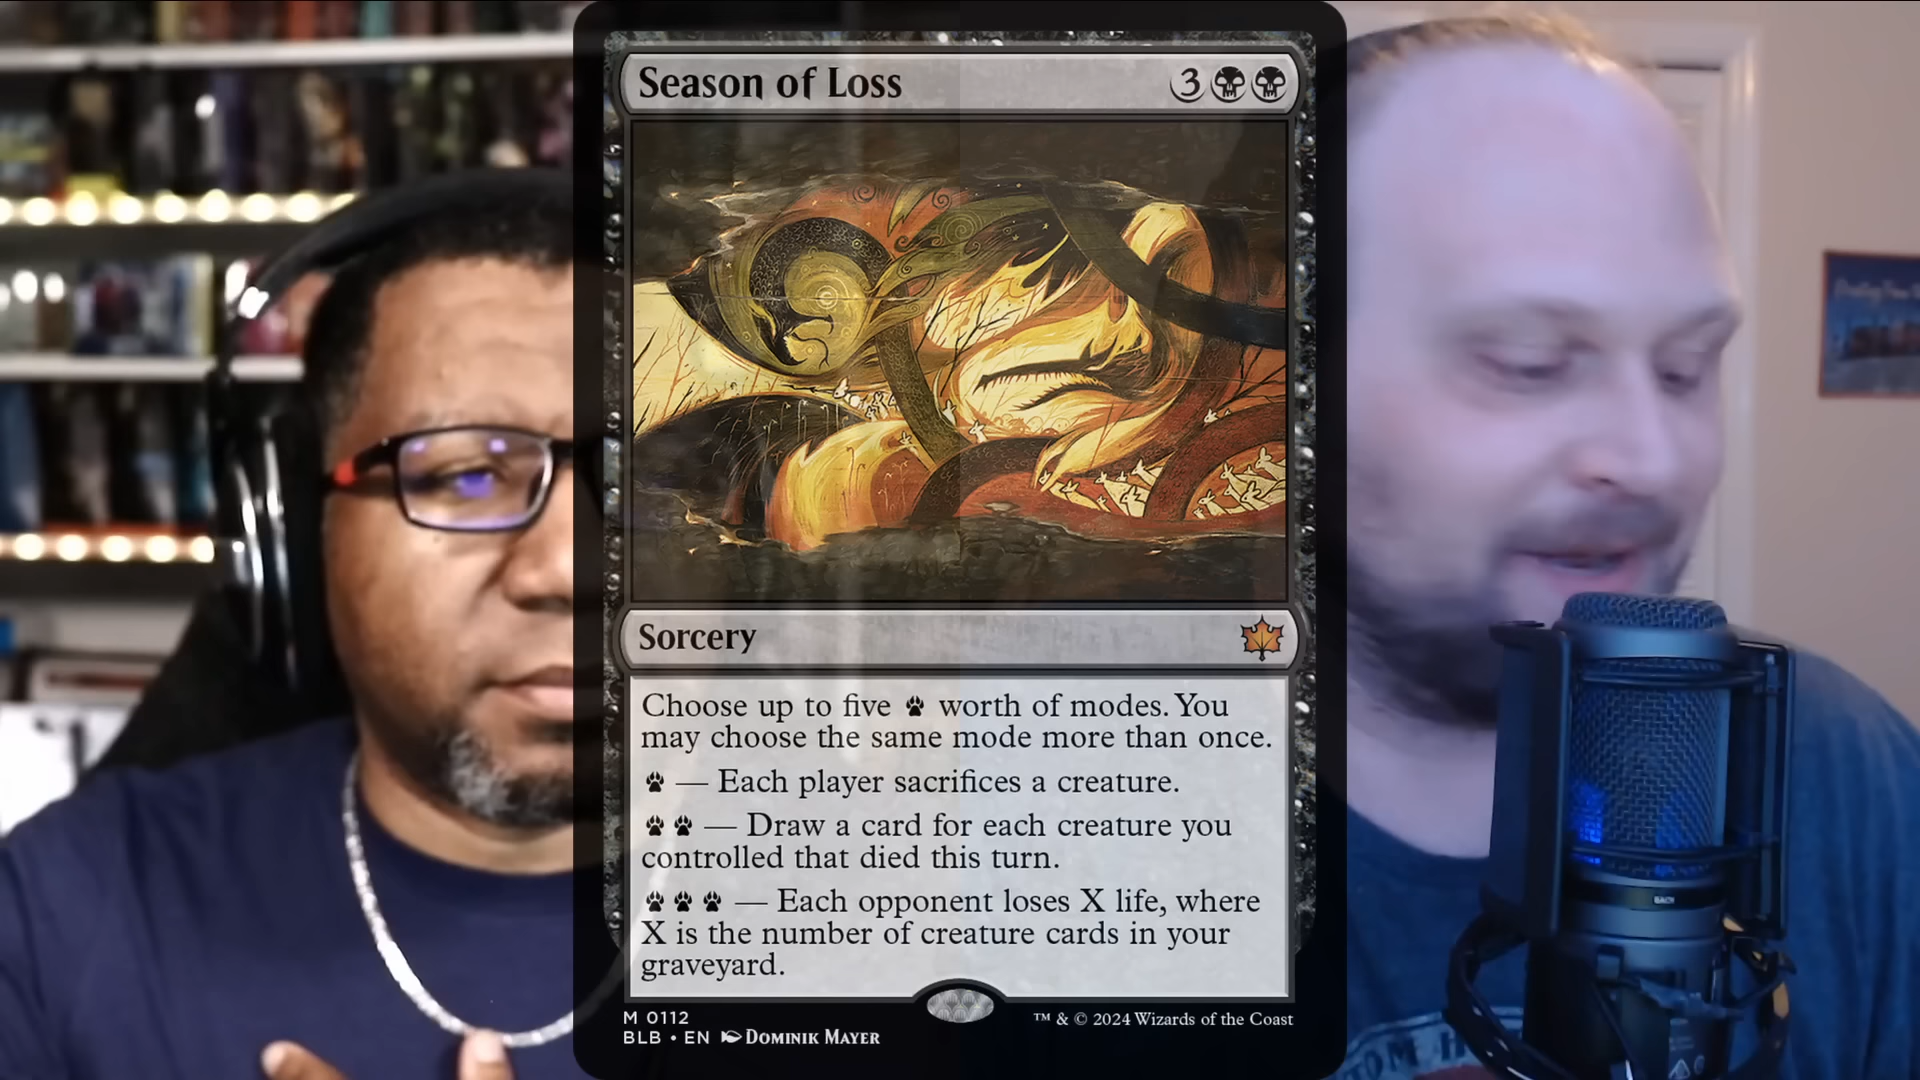 Season of Loss 3
Sorcery
Choose up to five worth of modes. You
may choose the same mode more than once.
— Each player sacrifices a creature.
— Draw a card for each creature you
controlled that died this turn.
— Each opponent loses X life, where
X is the number of creature cards in your
graveyard.
M 0112
BLB • EN DOMINIK MAYER
™ & © 2024 Wizards of the Coast